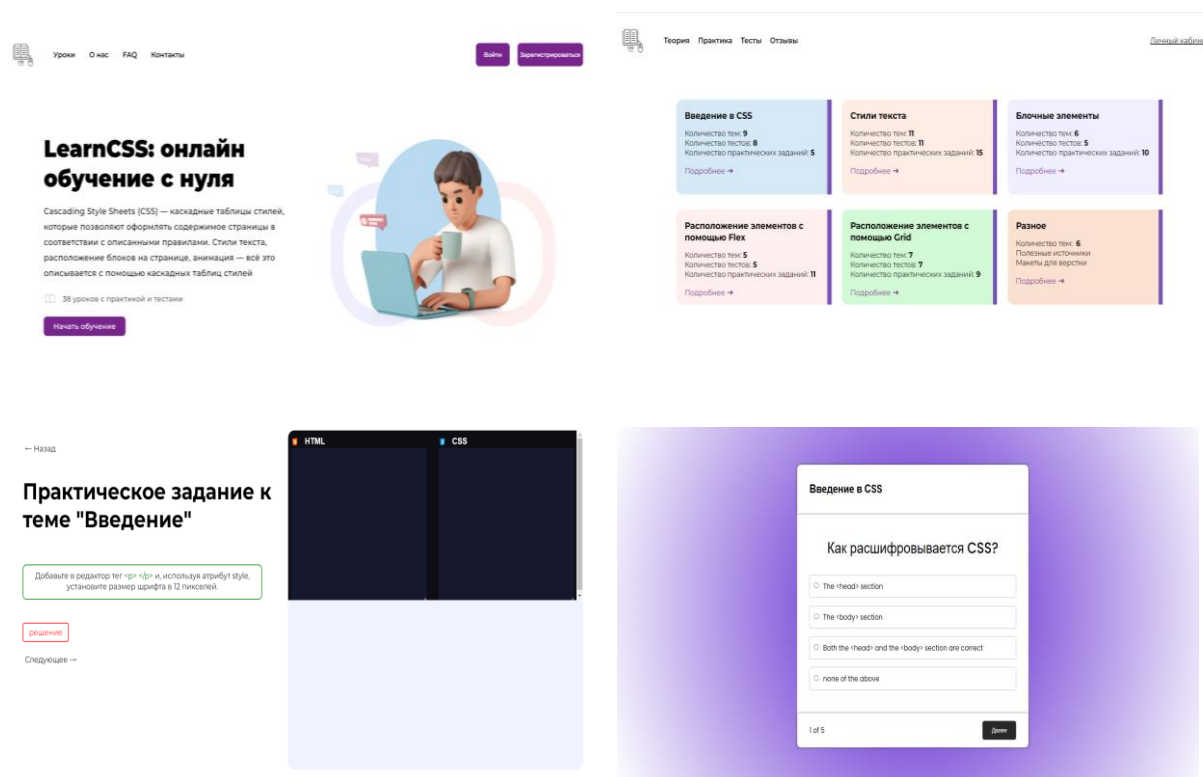 Уроки О нас FAQ Контакты
Войти Зарегистрироваться
LearnCSS: онлайн
обучение с нуля
Cascading Style Sheets (CSS) — каскадные таблицы стилей,
которые позволяют оформлять содержимое страницы в
соответствии с описанными правилами. Стили текста,
расположение блоков на странице, анимация — всё это
описывается с помощью каскадных таблиц стилей
38 уроков с практикой и тестами
Начать обучение
Теория Практика Тесты Отзывы
Личный кабине
Введение в CSS
Количество тем: 9
Количество тестов: 8
Количество практических заданий: 5
Подробнее ➔
Стили текста
Количество тем: 11
Количество тестов: 11
Количество практических заданий: 15
Подробнее ➔
Блочные элементы
Количество тем: 6
Количество тестов: 5
Количество практических заданий: 10
Подробнее ➔
Расположение элементов с
помощью Flex
Количество тем: 5
Количество тестов: 5
Количество практических заданий: 11
Подробнее ➔
Расположение элементов с
помощью Grid
Количество тем: 7
Количество тестов: 7
Количество практических заданий: 9
Подробнее ➔
Разное
Количество тем: 6
Полезные источники
Макеты для верстки
Подробнее ➔
← Назад
Практическое задание к
теме "Введение"
Добавьте в редактор тег <p> </p> и, используя атрибут style,
установите размер шрифта в 12 пикселей.
решение
Следующее →
HTML
CSS
Введение в CSS
Как расшифровывается CSS?
The <head> section
The <body> section
Both the <head> and the <body> section are correct
none of the above
1 of 5
Далее